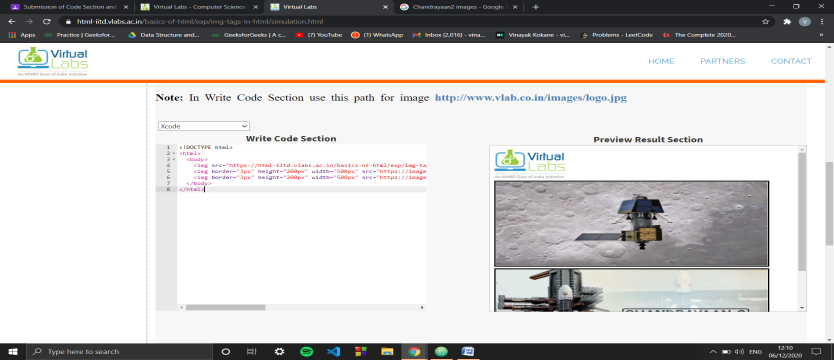 Submission of Code Section and
Virtual Labs - Computer Science
Virtual Labs
Chandraayaan2 images - Google S
html-iitd.vlabs.ac.in/basics-of-html/exp/img-tags-in-html/simulation.html
Apps
Practice | Geeksfor...
Data Structure and...
GeeksforGeeks | A c...
(7) YouTube
(1) WhatsApp
Inbox (2,016) - vina...
Vinayak Kokane - vi...
Problems - LeetCode
The Complete 2020...
Virtual
Labs
An MHRD Govt of India Initiative
HOME
PARTNERS
CONTACT
Note: In Write Code Section use this path for image http://www.vlab.co.in/images/logo.jpg
Xcode
Write Code Section
1 <!DOCTYPE html>
2 <html>
3 <body>
4 <img src="https://html-iitd.vlabs.ac.in/basics-of-html/exp/img-ta
5 <img border="3px" height="200px" width="500px" src="https://image
6 <img border="3px" height="200px" width="500px" src="https://image
7 </body>
8 </html>
Preview Result Section
Virtual
Labs
An MHRD Govt of India Initiative
Type here to search
ENG
12:10
06/12/2020